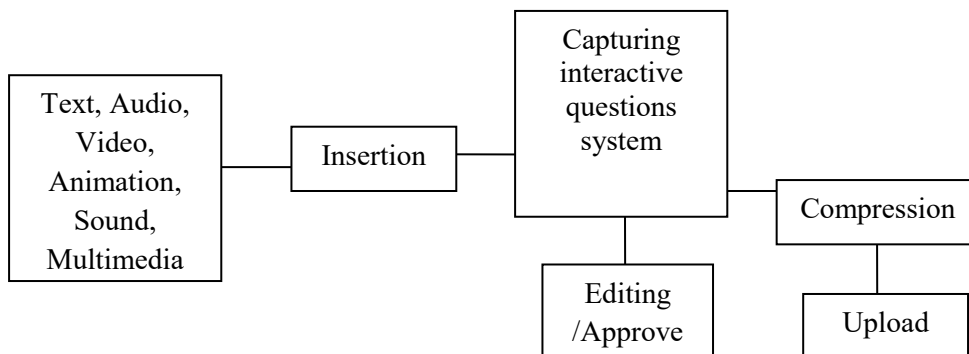 Text, Audio,
Video,
Animation,
Sound,
Multimedia
Insertion
Capturing
interactive
questions
system
Editing
/Approve
Compression
Upload